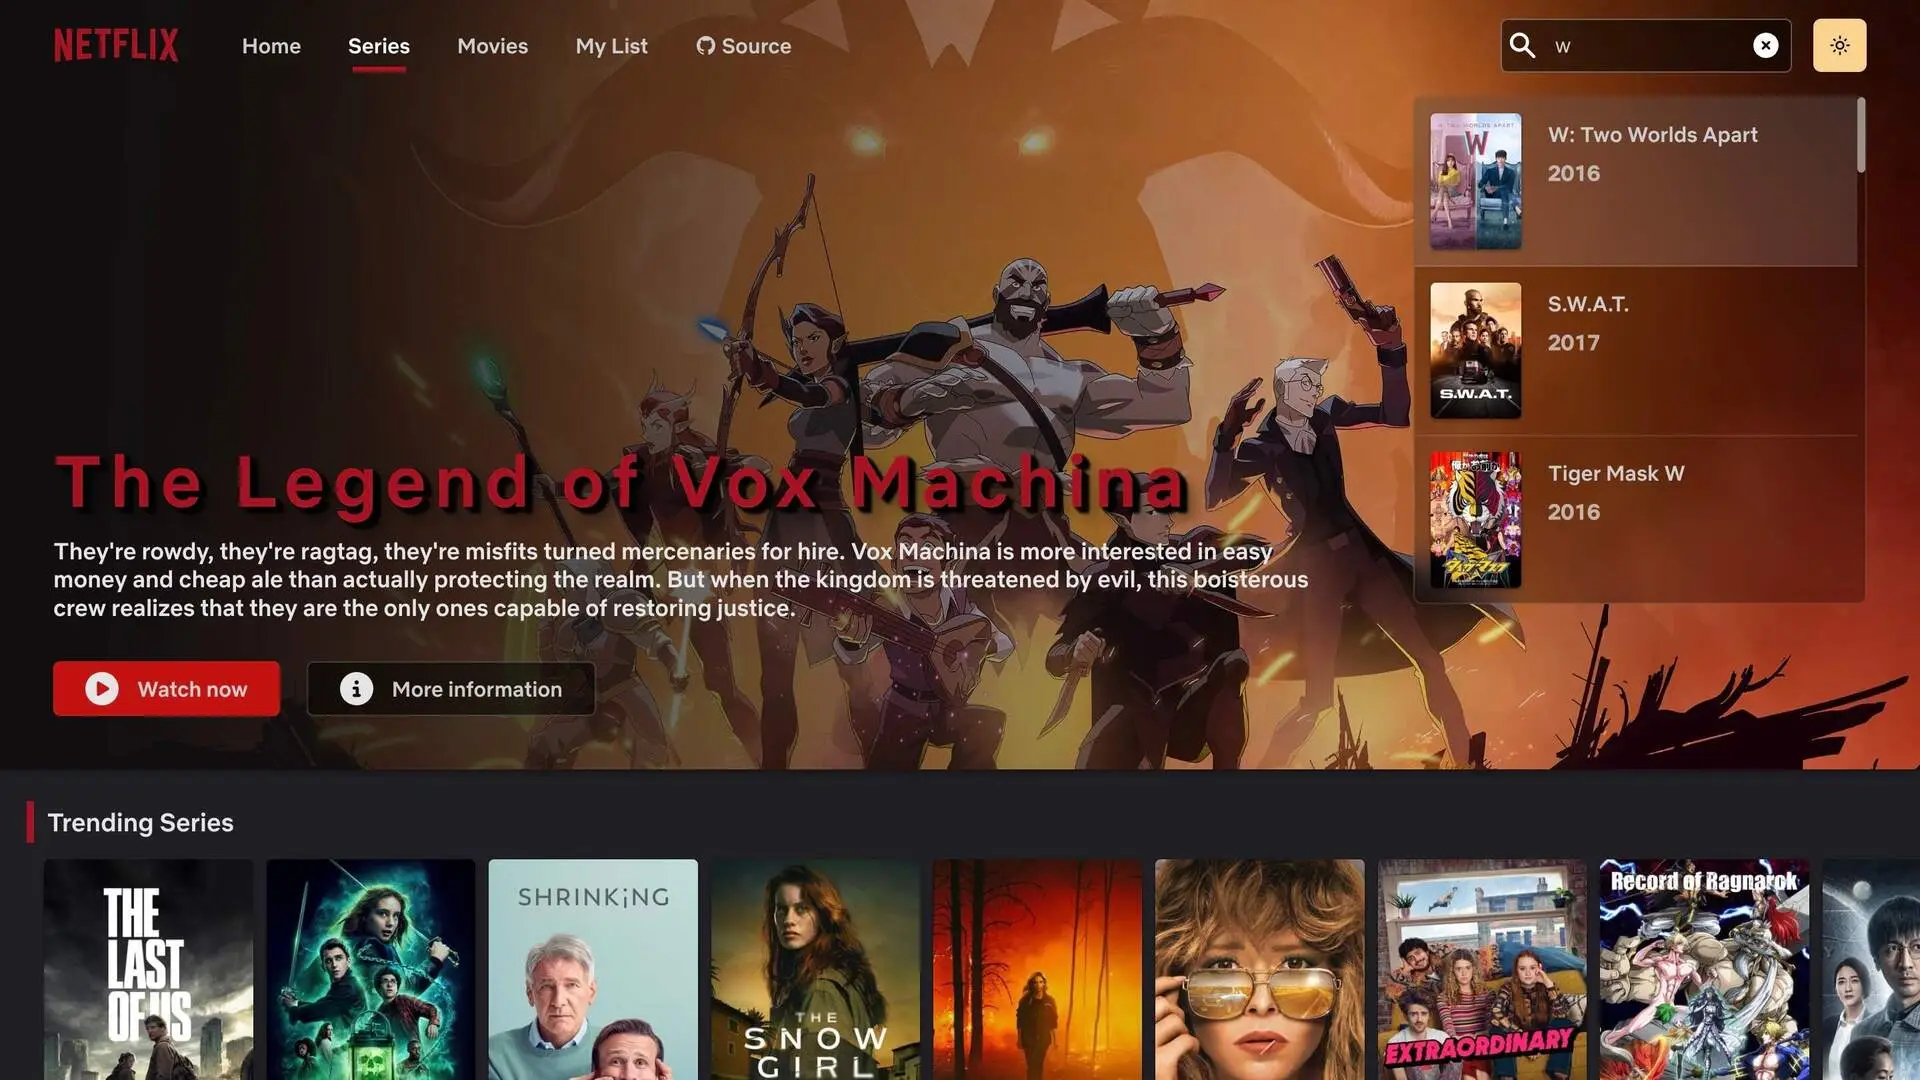 NETFLIX
Home
Series
Movies
My List
Source
w
W: TWO WORLDS APART
W
W: Two Worlds Apart
2016
S.W.A.T.
S.W.A.T.
2017
Tiger Mask W
2016
The Legend of Vox Machina
They're rowdy, they're ragtag, they're misfits turned mercenaries for hire. Vox Machina is more interested in easy
money and cheap ale than actually protecting the realm. But when the kingdom is threatened by evil, this boisterous
crew realizes that they are the only ones capable of restoring justice.
Watch now
More information
Trending Series
THE
LAST
OF US
SHRINKiNG
THE
SNOW
GIRL
EXTRAORDINARY
Record of Ragnarok